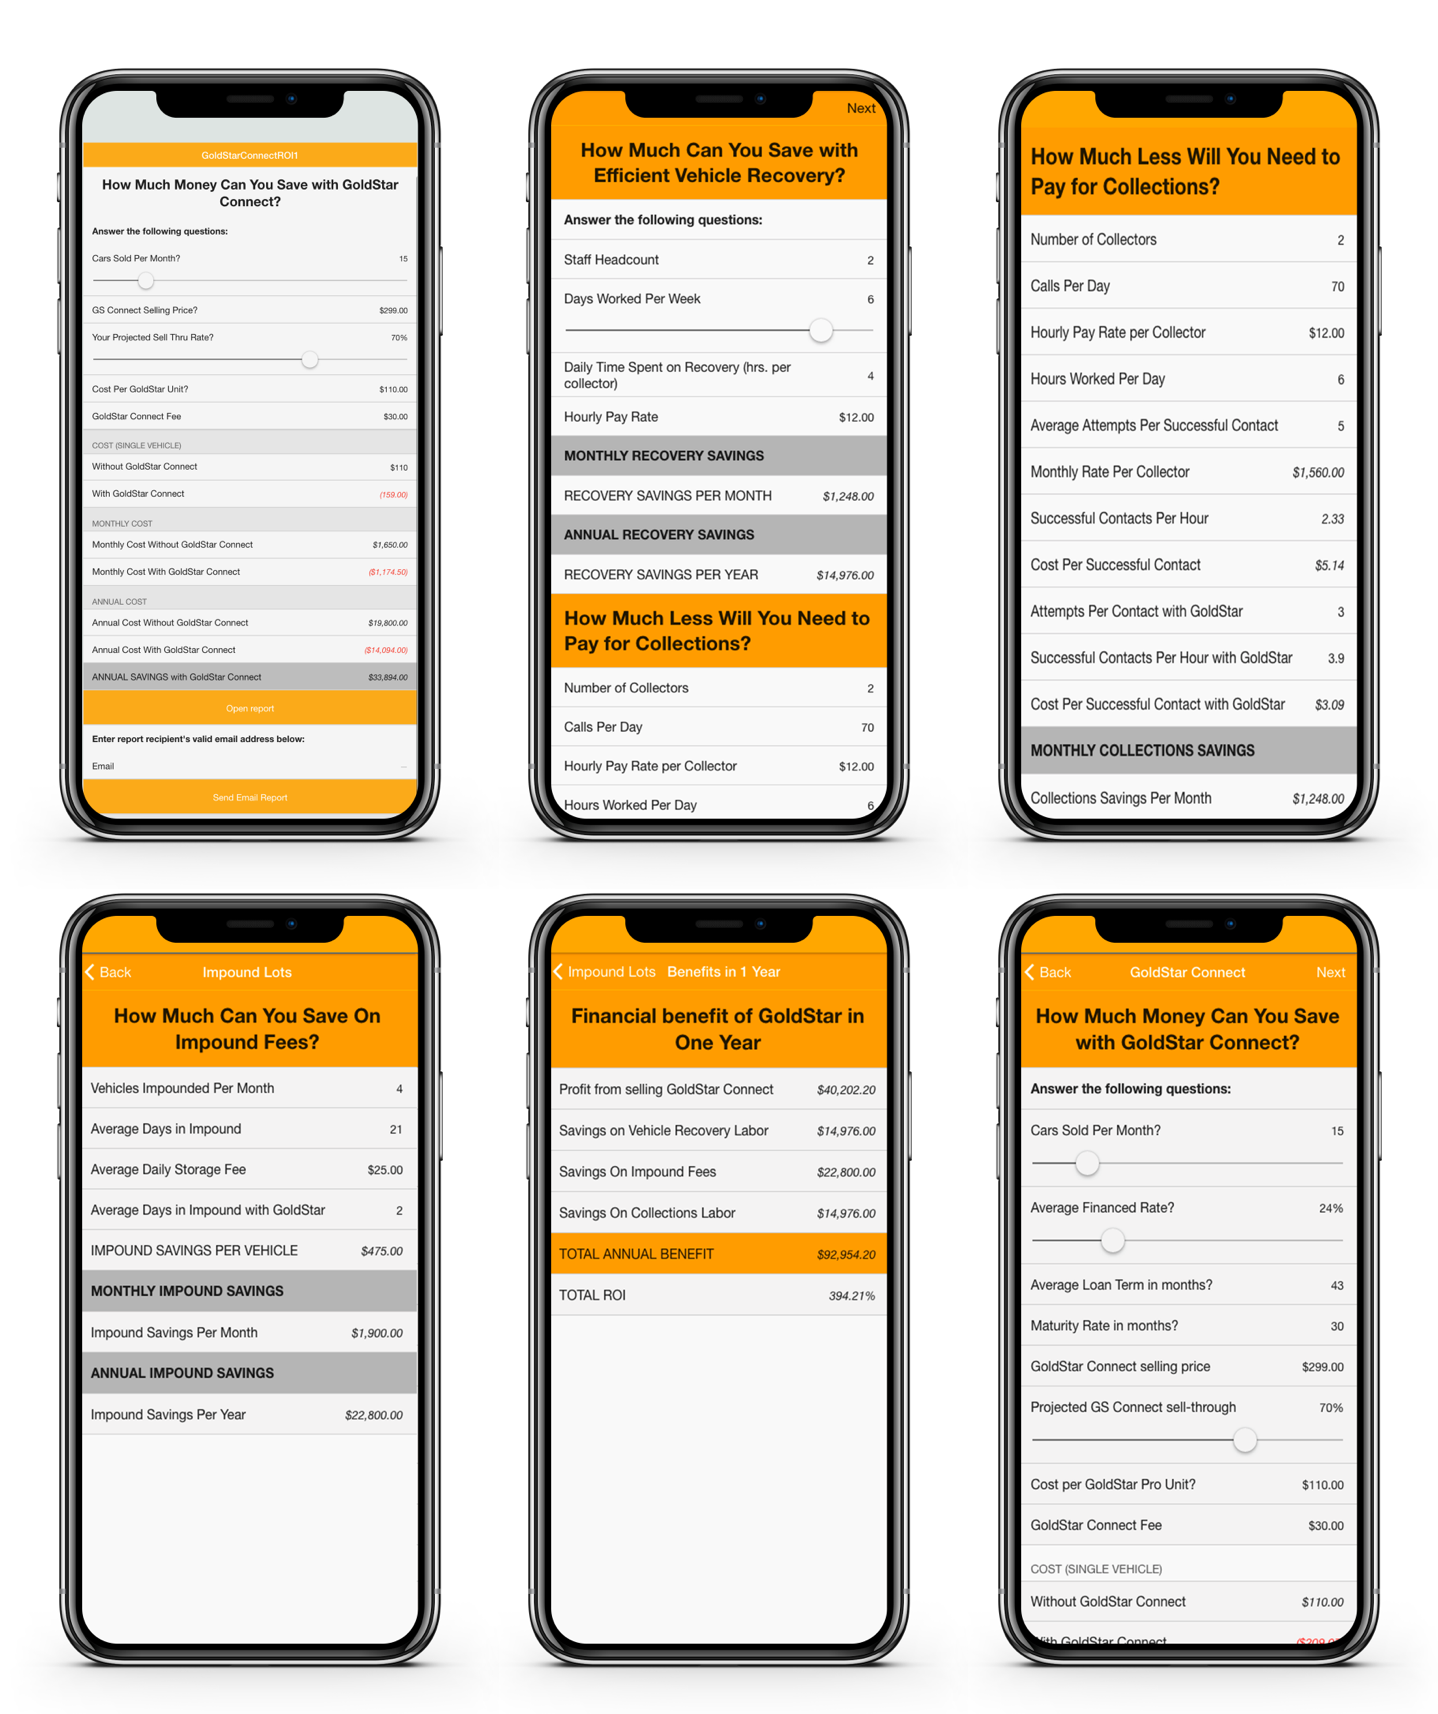 GoldStarConnectROI1
How Much Money Can You Save with GoldStar
Connect?
Answer the following questions:
Cars Sold Per Month? 15
GS Connect Selling Price? $299.00
Your Projected Sell Thru Rate? 70%
Cost Per GoldStar Unit? $110.00
GoldStar Connect Fee $30.00
COST (SINGLE VEHICLE)
Without GoldStar Connect $110
With GoldStar Connect (159.00)
MONTHLY COST
Monthly Cost Without GoldStar Connect $1,650.00
Monthly Cost With GoldStar Connect ($1,174.50)
ANNUAL COST
Annual Cost Without GoldStar Connect $19,800.00
Annual Cost With GoldStar Connect ($14,094.00)
ANNUAL SAVINGS with GoldStar Connect $33,894.00
Open report
Enter report recipient's valid email address below:
Email
Send Email Report
Next
How Much Can You Save with
Efficient Vehicle Recovery?
Answer the following questions:
Staff Headcount 2
Days Worked Per Week 6
Daily Time Spent on Recovery (hrs. per
collector) 4
Hourly Pay Rate $12.00
MONTHLY RECOVERY SAVINGS
RECOVERY SAVINGS PER MONTH $1,248.00
ANNUAL RECOVERY SAVINGS
RECOVERY SAVINGS PER YEAR $14,976.00
How Much Less Will You Need to
Pay for Collections?
Number of Collectors 2
Calls Per Day 70
Hourly Pay Rate per Collector $12.00
Hours Worked Per Day 6
How Much Less Will You Need to
Pay for Collections?
Number of Collectors 2
Calls Per Day 70
Hourly Pay Rate per Collector $12.00
Hours Worked Per Day 6
Average Attempts Per Successful Contact 5
Monthly Rate Per Collector $1,560.00
Successful Contacts Per Hour 2.33
Cost Per Successful Contact $5.14
Attempts Per Contact with GoldStar 3
Successful Contacts Per Hour with GoldStar 3.9
Cost Per Successful Contact with GoldStar $3.09
MONTHLY COLLECTIONS SAVINGS
Collections Savings Per Month $1,248.00
Back Impound Lots
How Much Can You Save On
Impound Fees?
Vehicles Impounded Per Month 4
Average Days in Impound 21
Average Daily Storage Fee $25.00
Average Days in Impound with GoldStar 2
IMPOUND SAVINGS PER VEHICLE $475.00
MONTHLY IMPOUND SAVINGS
Impound Savings Per Month $1,900.00
ANNUAL IMPOUND SAVINGS
Impound Savings Per Year $22,800.00
Impound Lots Benefits in 1 Year
Financial benefit of GoldStar in
One Year
Profit from selling GoldStar Connect $40,202.20
Savings on Vehicle Recovery Labor $14,976.00
Savings On Impound Fees $22,800.00
Savings On Collections Labor $14,976.00
TOTAL ANNUAL BENEFIT $92,954.20
TOTAL ROI 394.21%
Back GoldStar Connect Next
How Much Money Can You Save
with GoldStar Connect?
Answer the following questions:
Cars Sold Per Month? 15
Average Financed Rate? 24%
Average Loan Term in months? 43
Maturity Rate in months? 30
GoldStar Connect selling price $299.00
Projected GS Connect sell-through 70%
Cost per GoldStar Pro Unit? $110.00
GoldStar Connect Fee $30.00
COST (SINGLE VEHICLE)
Without GoldStar Connect $110.00
With GoldStar Connect